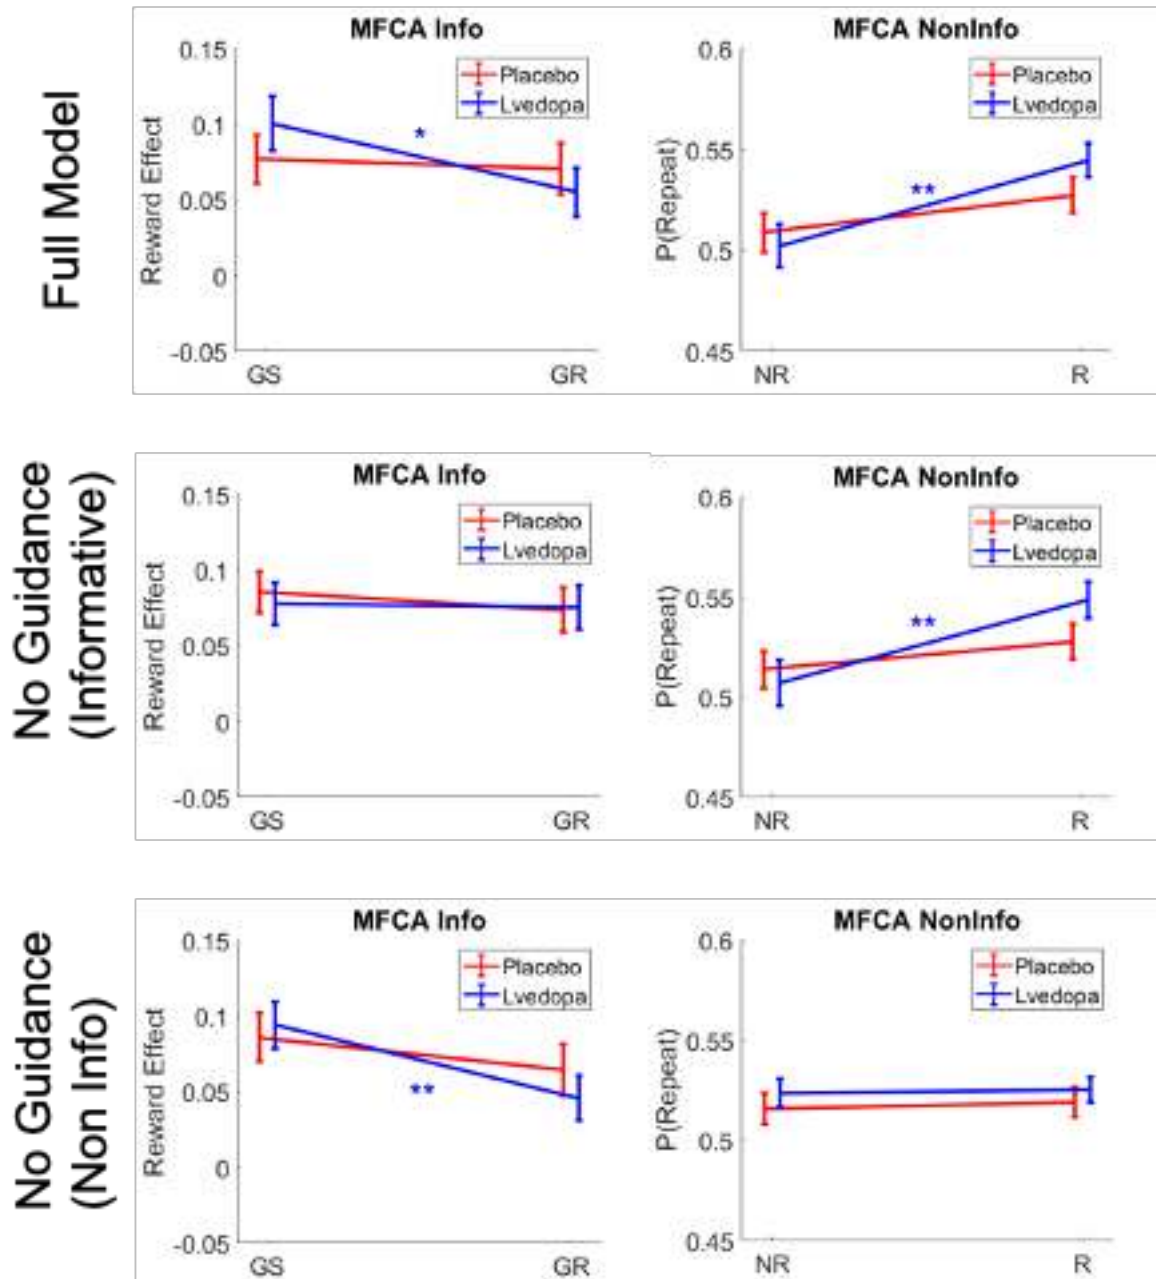 Full Model
MFCA Info
0.15
0.1
0.05
0
-0.05
Reward Effect
GS
GR
Placebo
Lvedopa
*
MFCA NonInfo
0.6
0.55
0.5
0.45
P(Repeat)
NR
R
Placebo
Lvedopa
**
No Guidance
(Informative)
MFCA Info
0.15
0.1
0.05
0
-0.05
Reward Effect
GS
GR
Placebo
Lvedopa
MFCA NonInfo
0.6
0.55
0.5
0.45
P(Repeat)
NR
R
Placebo
Lvedopa
**
No Guidance
(Non Info)
MFCA Info
0.15
0.1
0.05
0
-0.05
Reward Effect
GS
GR
Placebo
Lvedopa
**
MFCA NonInfo
0.6
0.55
0.5
0.45
P(Repeat)
NR
R
Placebo
Lvedopa